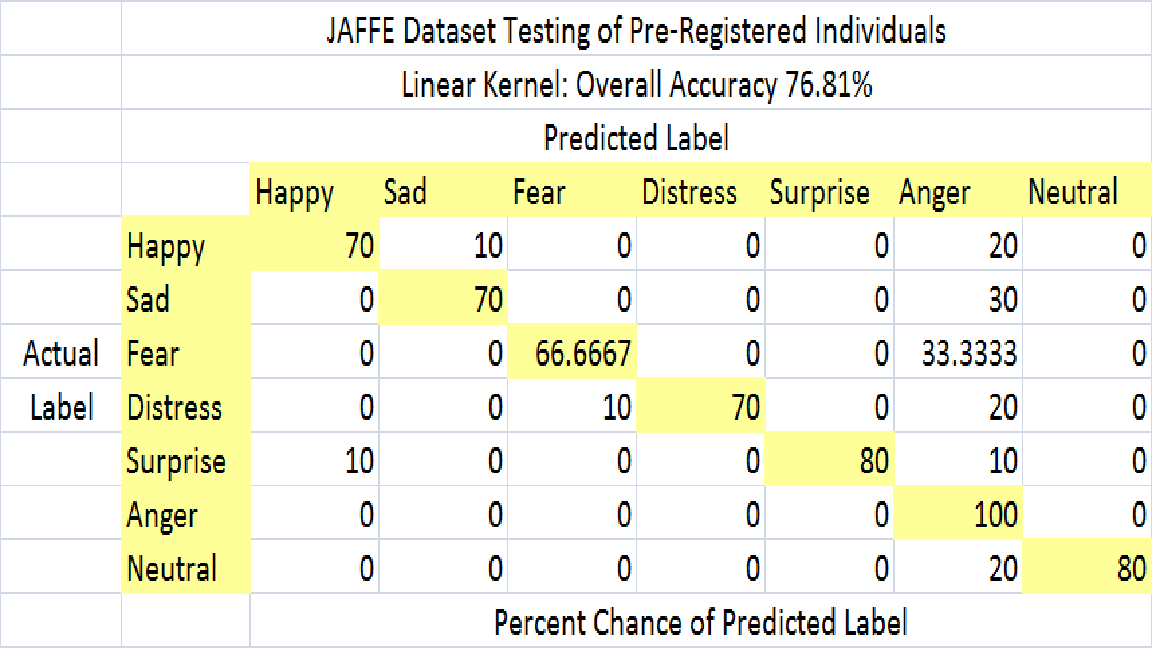 JAFFE Dataset Testing of Pre-Registered Individuals
Linear Kernel: Overall Accuracy 76.81%
Predicted Label
Happy Sad Fear Distress Surprise Anger Neutral
Happy 70 10 0 0 0 20 0
Sad 0 70 0 0 0 30 0
Actual Fear 0 0 66.6667 0 0 33.3333 0
Label Distress 0 0 10 70 0 20 0
Surprise 10 0 0 0 80 10 0
Anger 0 0 0 0 0 100 0
Neutral 0 0 0 0 0 20 80
Percent Chance of Predicted Label